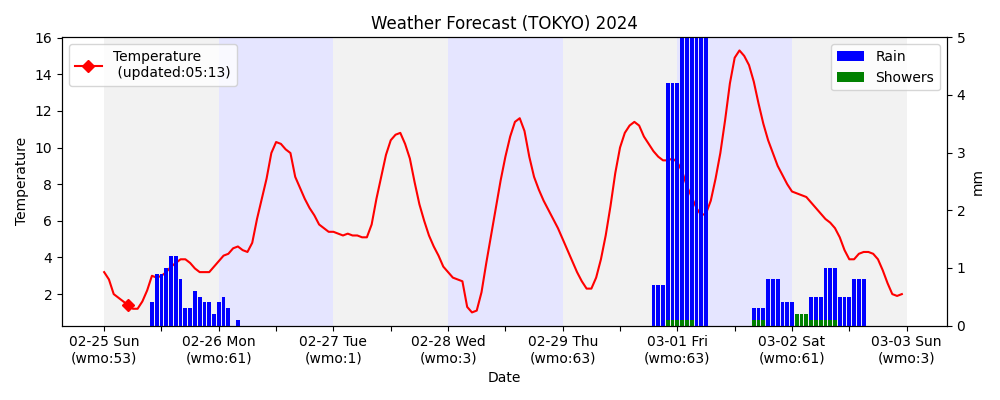 Weather Forecast (TOKYO) 2024
Temperature
(updated:05:13)
Rain
Showers
16
14
12
10
8
6
4
2
Temperature
5
4
3
2
1
0
mm
02-25 Sun
(wmo:53)
02-26 Mon
(wmo:61)
02-27 Tue
(wmo:1)
02-28 Wed
(wmo:3)
02-29 Thu
(wmo:63)
03-01 Fri
(wmo:63)
03-02 Sat
(wmo:61)
03-03 Sun
(wmo:3)
Date